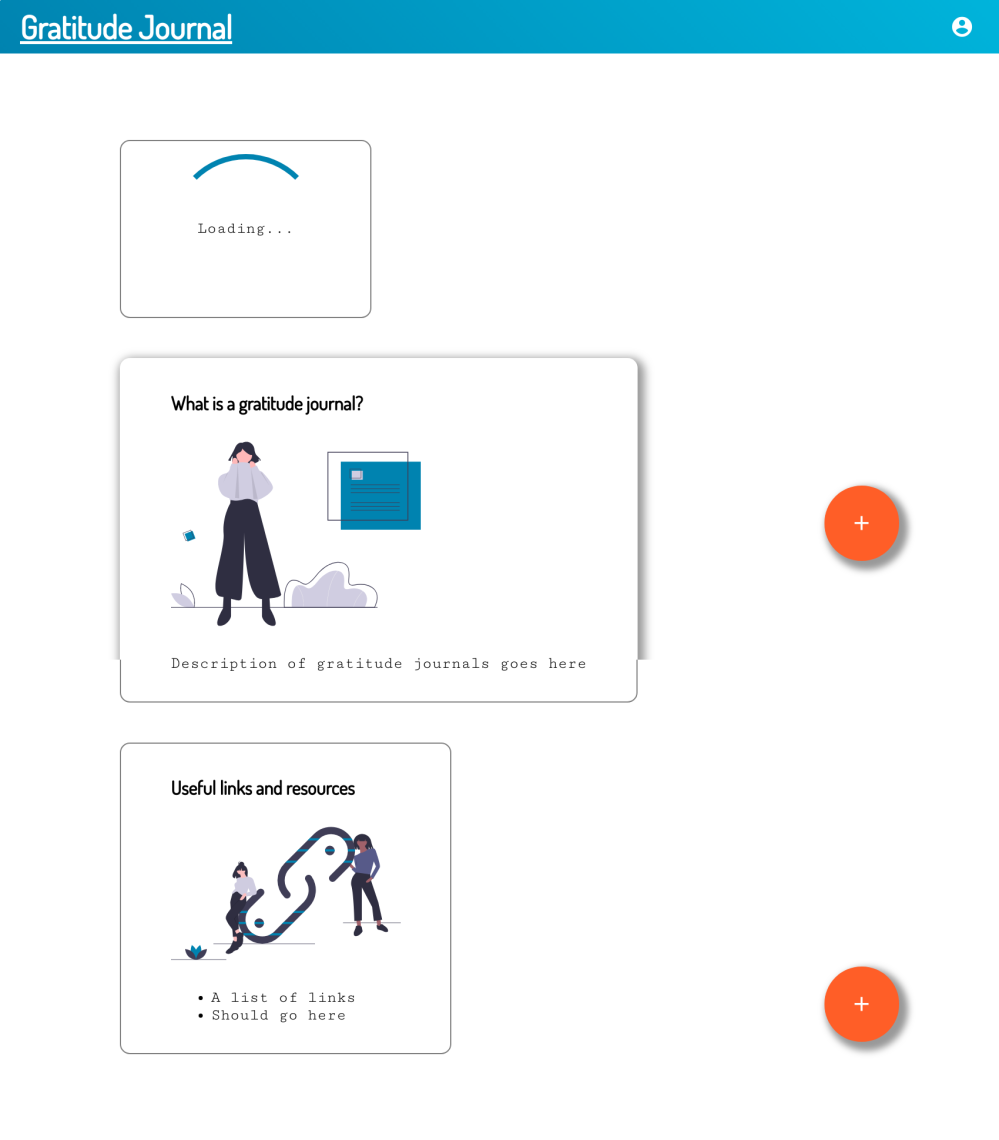 Gratitude Journal
Loading...
What is a gratitude journal?
+
Description of gratitude journals goes here
Useful links and resources
• A list of links
• Should go here
+